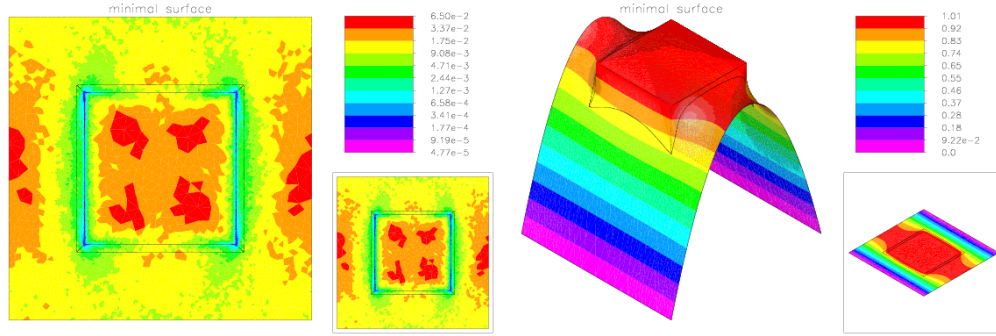 minimal surface
6.50e-2
3.37e-2
1.75e-2
9.08e-3
4.71e-3
2.44e-3
1.27e-3
6.58e-4
3.41e-4
1.77e-4
9.19e-5
4.77e-5
minimal surface
1.01
0.92
0.83
0.74
0.65
0.55
0.46
0.37
0.28
0.18
9.22e-2
0.0